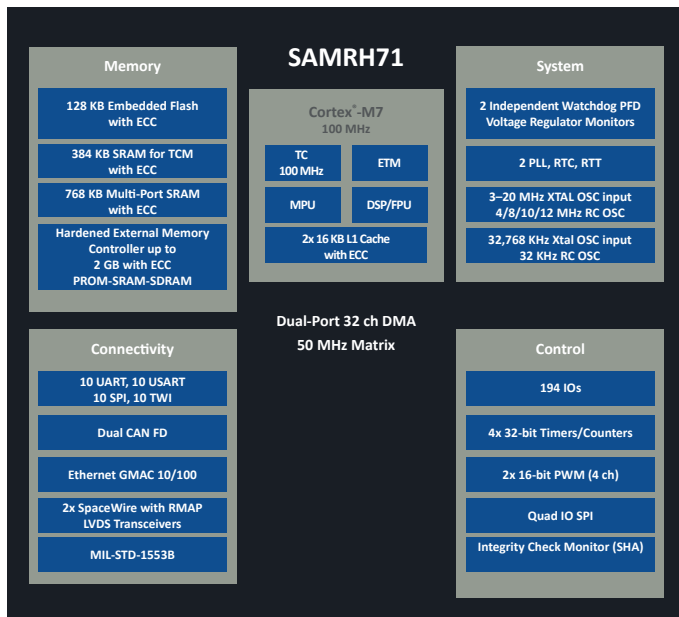 SAMRH71
Memory
128 KB Embedded Flash
with ECC
384 KB SRAM for TCM
with ECC
768 KB Multi-Port SRAM
with ECC
Hardened External Memory
Controller up to
2 GB with ECC
PROM-SRAM-SDRAM
Cortex®-M7
100 MHz
TC
100 MHz
ETM
MPU
DSP/FPU
2x 16 KB L1 Cache
with ECC
System
2 Independent Watchdog PFD
Voltage Regulator Monitors
2 PLL, RTC, RTT
3–20 MHz XTAL OSC input
4/8/10/12 MHz RC OSC
32,768 KHz Xtal OSC input
32 KHz RC OSC
Dual-Port 32 ch DMA
50 MHz Matrix
Connectivity
10 UART, 10 USART
10 SPI, 10 TWI
Dual CAN FD
Ethernet GMAC 10/100
2x SpaceWire with RMAP
LVDS Transceivers
MIL-STD-1553B
Control
194 IOs
4x 32-bit Timers/Counters
2x 16-bit PWM (4 ch)
Quad IO SPI
Integrity Check Monitor (SHA)